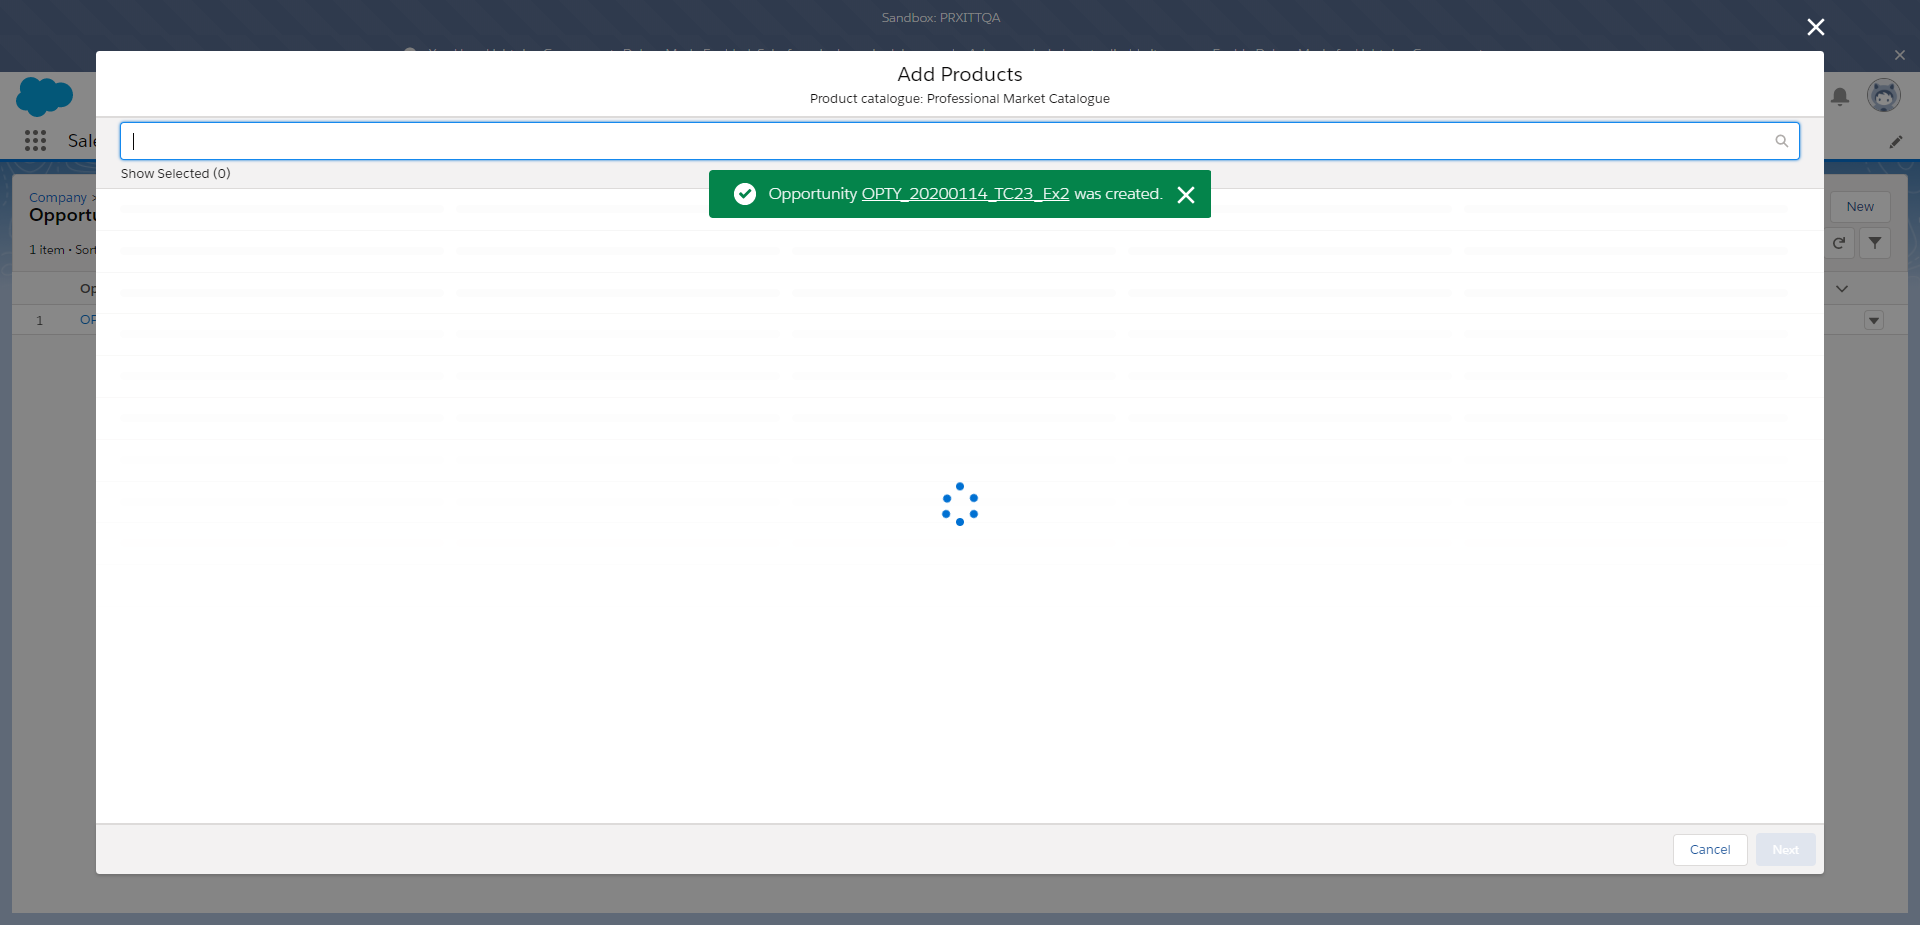 Sandbox: PRXITTQA
Add Products
Product catalogue: Professional Market Catalogue
Sale
Show Selected (0)
Opportunity OPTY_20200114_TC23_Ex2 was created.
Company >
Opportu
New
1 item • Sort
Op
1 OP
Cancel
Next